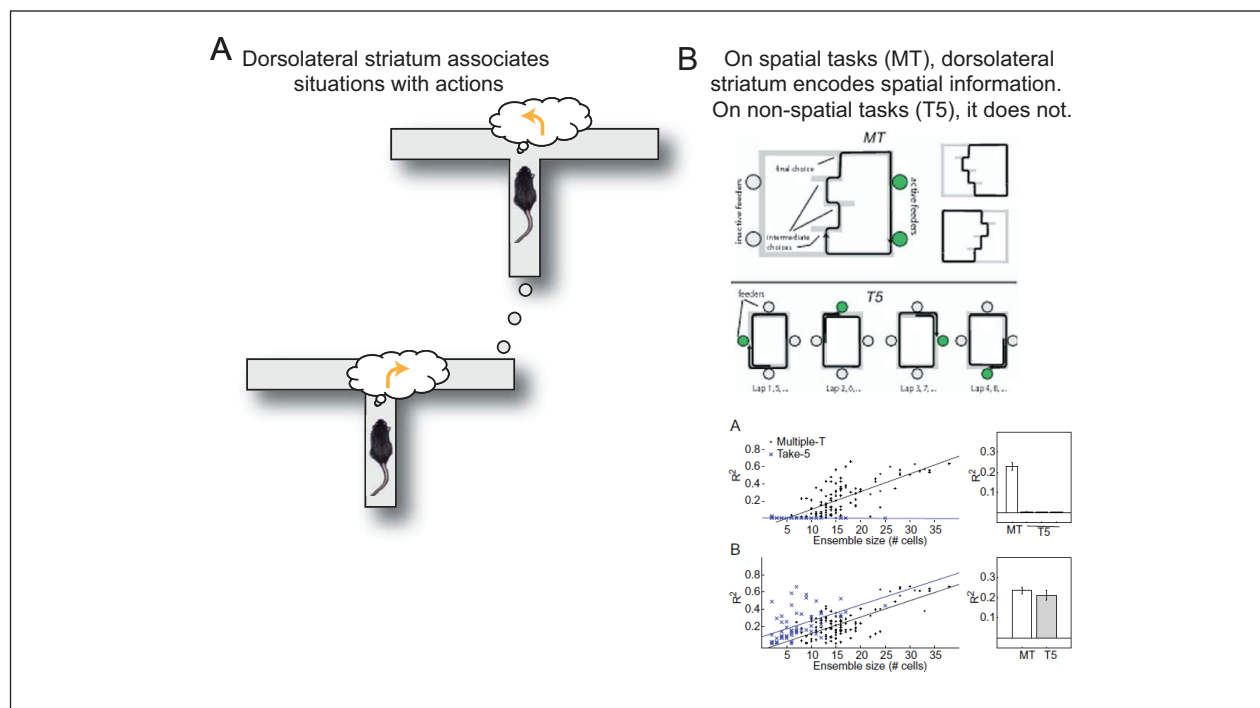 A
Dorsolateral striatum associates
situations with actions
B
On spatial tasks (MT), dorsolateral
striatum encodes spatial information.
On non-spatial tasks (T5), it does not.
MT
final choice
inactive feeders
active feeders
intermediate
choices
T5
feeders
Lap 1, 5, ...
Lap 2, 6, ...
Lap 3, 7, ...
Lap 4, 8, ...
A
Multiple-T
Take-5
0.8
0.6
0.4
0.2
R²
5 10 15 20 25 30 35
Ensemble size (# cells)
0.3
0.2
0.1
R²
MT T5
B
0.8
0.6
0.4
0.2
R²
5 10 15 20 25 30 35
Ensemble size (# cells)
0.3
0.2
0.1
R²
MT T5